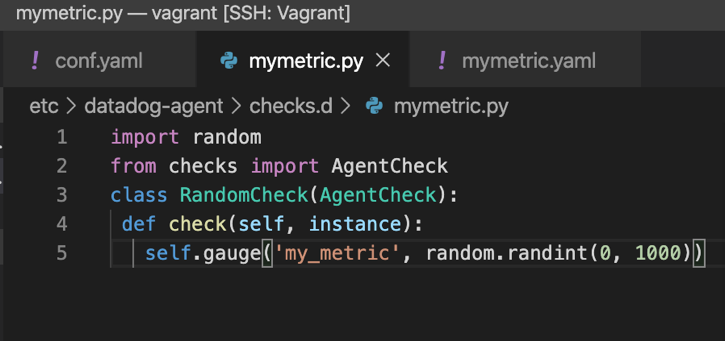 mymetric.py — vagrant [SSH: Vagrant]
! conf.yaml mymetric.py × ! mymetric.yaml
etc > datadog-agent > checks.d > mymetric.py
1 import random
2 from checks import AgentCheck
3 class RandomCheck(AgentCheck):
4 def check(self, instance):
5 self.gauge('my_metric', random.randint(0, 1000))